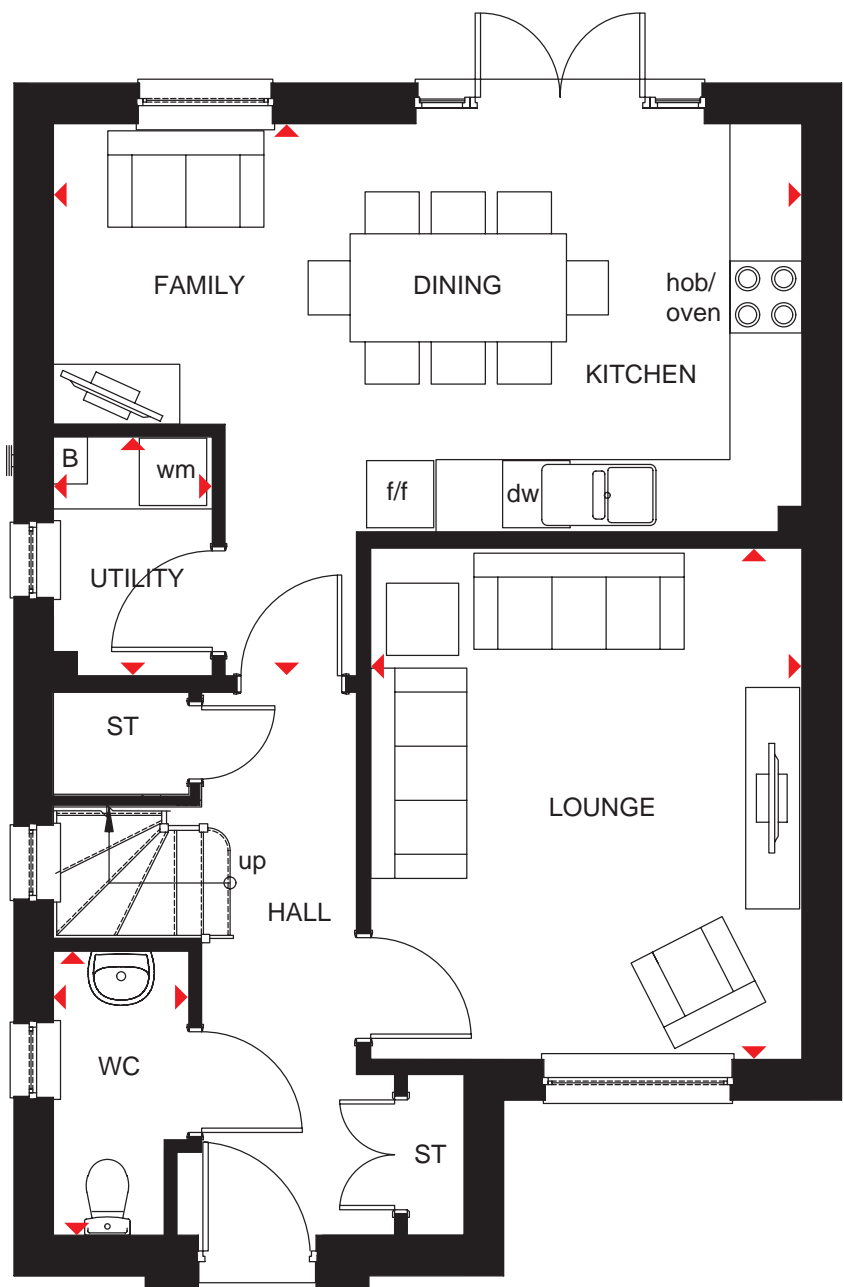 FAMILY
DINING
hob/
oven
KITCHEN
B
wm
f/f
dw
UTILITY
ST
LOUNGE
up
HALL
WC
ST